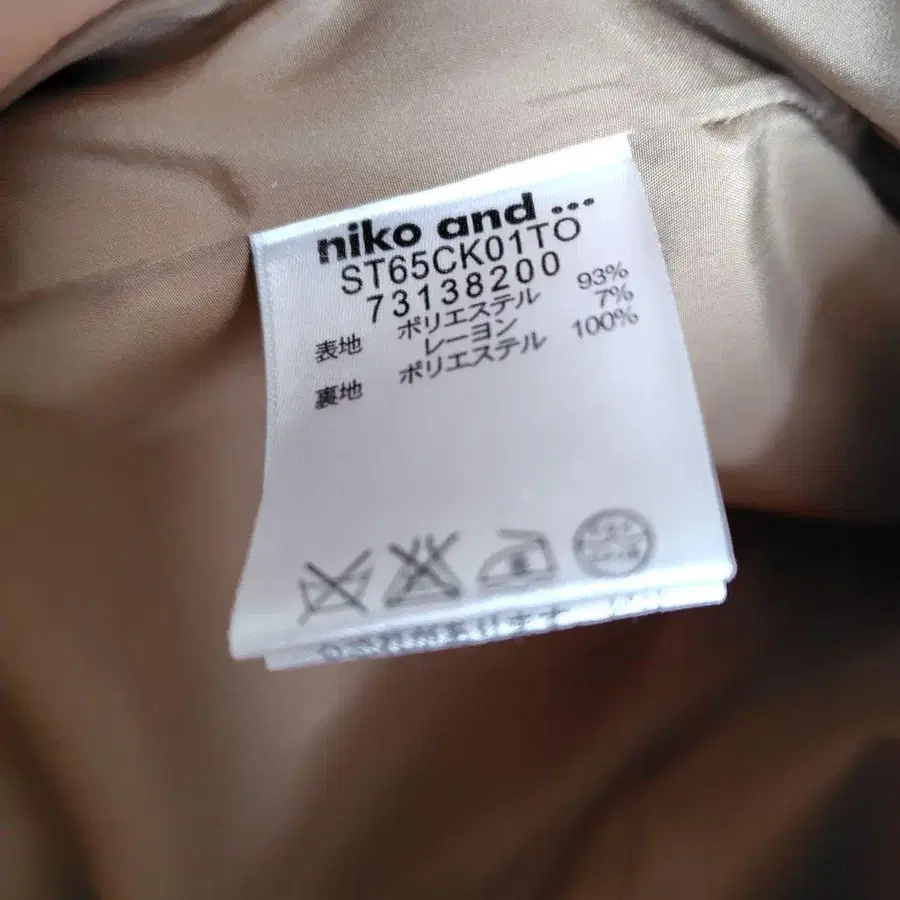 niko and ...
ST65CK01TO
73138200
表地 ポリエステル 93%
レーヨン 7%
裏地 ポリエステル 100%